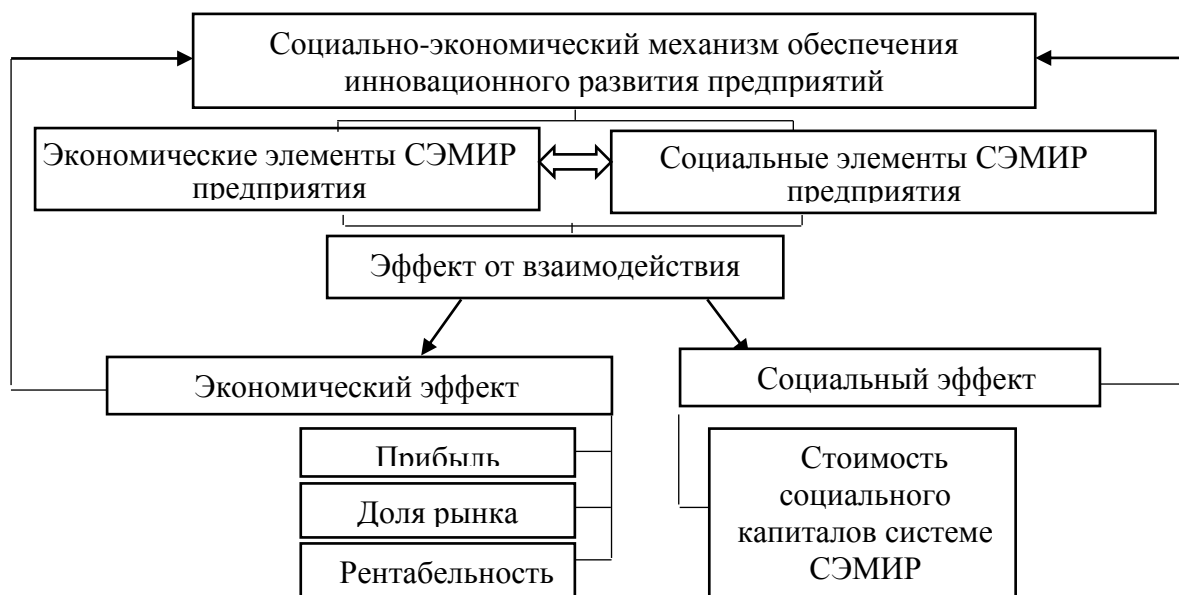 Социально-экономический механизм обеспечения
инновационного развития предприятий
Экономические элементы СЭМИР
предприятия
Социальные элементы СЭМИР
предприятия
Эффект от взаимодействия
Экономический эффект
Социальный эффект
Прибыль
Доля рынка
Рентабельность
Стоимость
социального
капиталов системе
СЭМИР